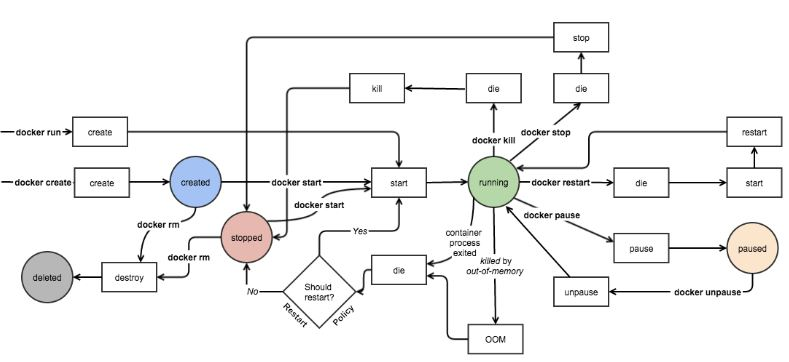 stop
kill
die
die
docker kill
docker stop
docker run
create
restart
docker create
create
created
docker start
start
running
docker restart
die
start
docker start
docker rm
stopped
Yes
container
process
exited
docker pause
pause
paused
docker rm
killed by
out-of-memory
deleted
destroy
die
Should
restart?
No
Restart
Policy
unpause
docker unpause
OOM